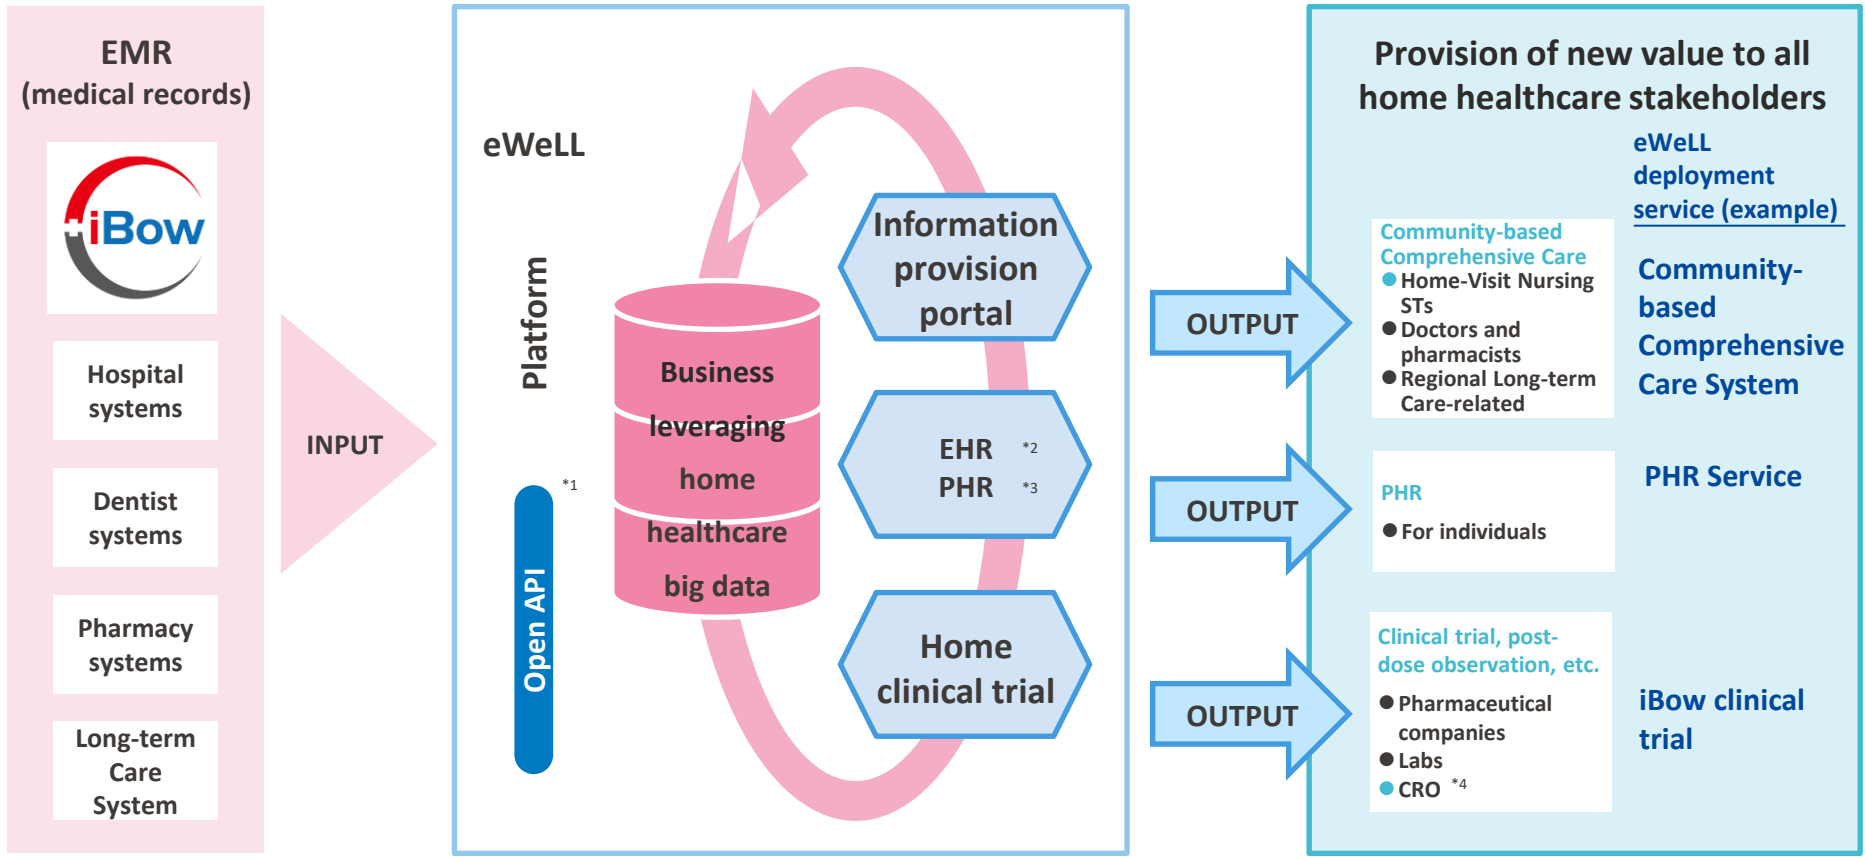 EMR
(medical records)
iBow
Hospital
systems
Dentist
systems
Pharmacy
systems
Long-term
Care
System
INPUT
eWeLL
Platform
*1
Open API
Business
leveraging
home
healthcare
big data
Information
provision
portal
EHR *2
PHR *3
Home
clinical trial
OUTPUT
OUTPUT
OUTPUT
Provision of new value to all
home healthcare stakeholders
eWeLL
deployment
service (example)
Community-based
Comprehensive Care
● Home-Visit Nursing
STs
● Doctors and
pharmacists
● Regional Long-term
Care-related
Community-
based
Comprehensive
Care System
PHR
● For individuals
PHR Service
Clinical trial, post-
dose observation, etc.
● Pharmaceutical
companies
● Labs
● CRO *4
iBow clinical
trial